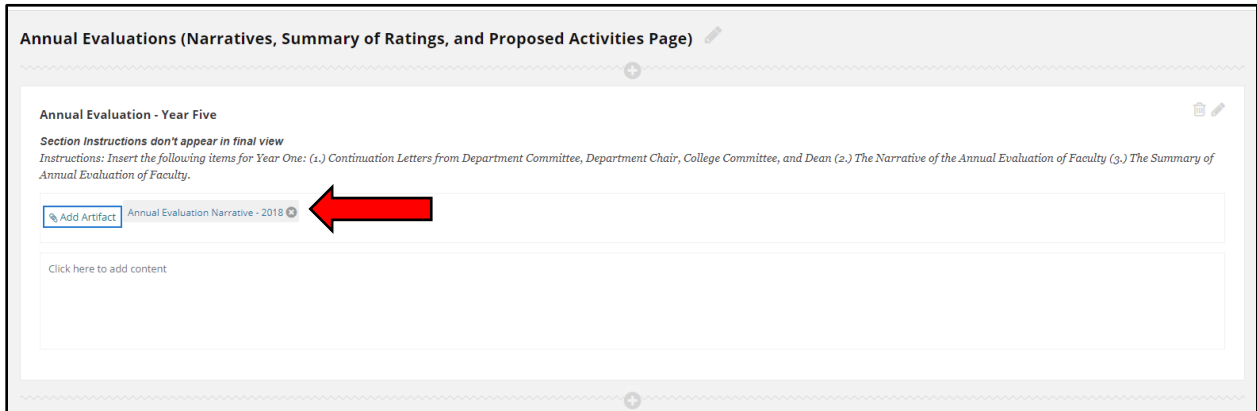 Annual Evaluations (Narratives, Summary of Ratings, and Proposed Activities Page)
Annual Evaluation - Year Five
Section Instructions don't appear in final view
Instructions: Insert the following items for Year One: (1.) Continuation Letters from Department Committee, Department Chair, College Committee, and Dean (2.) The Narrative of the Annual Evaluation of Faculty (3.) The Summary of
Annual Evaluation of Faculty.
Add Artifact Annual Evaluation Narrative - 2018
Click here to add content